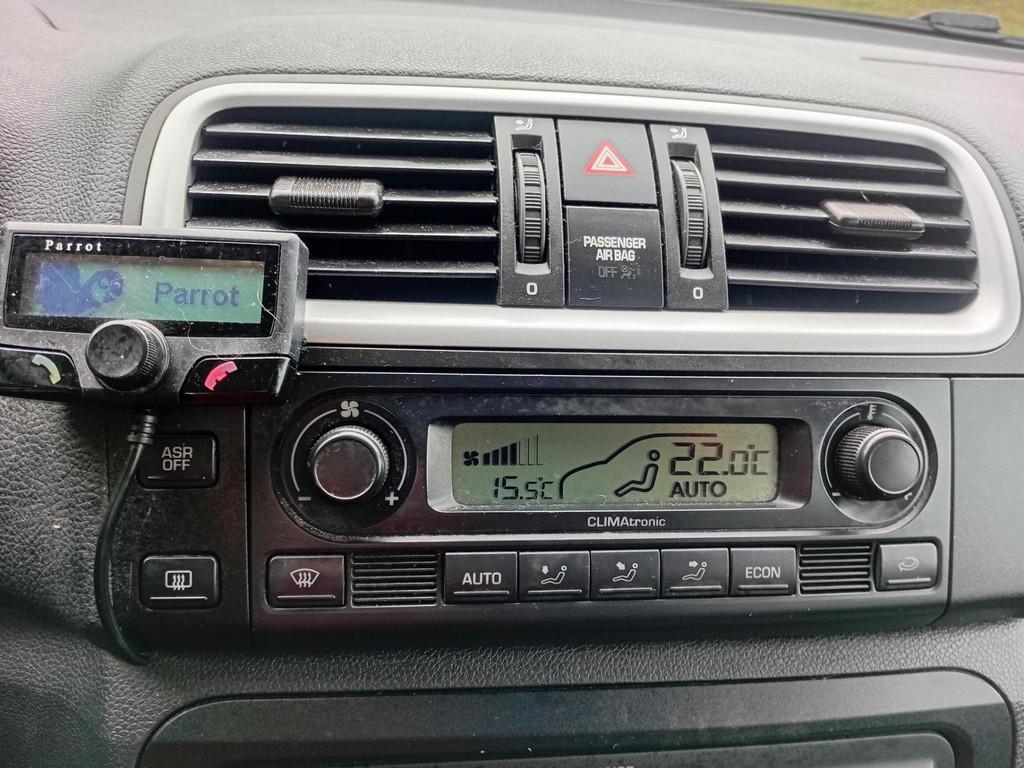 PASSENGER
AIR BAG
OFF
0
0
Parrot
Parrot
ASR
OFF
15.5°C
22.0°C
AUTO
- +
-
CLIMAtronic
AUTO
ECON